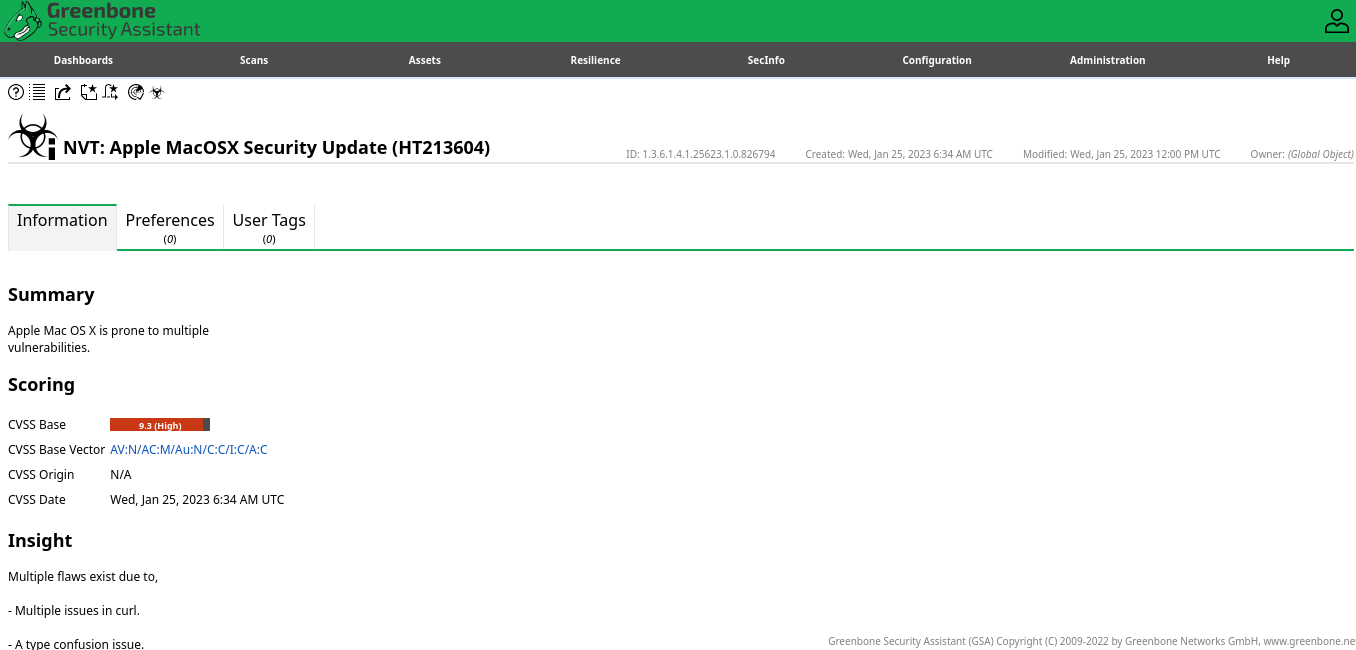 Greenbone
Security Assistant
Dashboards Scans Assets Resilience SecInfo Configuration Administration Help
NVT: Apple MacOSX Security Update (HT213604)
ID: 1.3.6.1.4.1.25623.1.0.826794 Created: Wed, Jan 25, 2023 6:34 AM UTC Modified: Wed, Jan 25, 2023 12:00 PM UTC Owner: (Global Object)
Information Preferences User Tags
(0) (0)
Summary
Apple Mac OS X is prone to multiple
vulnerabilities.
Scoring
CVSS Base 9.3 (High)
CVSS Base Vector AV:N/AC:M/Au:N/C:C/I:C/A:C
CVSS Origin N/A
CVSS Date Wed, Jan 25, 2023 6:34 AM UTC
Insight
Multiple flaws exist due to,
- Multiple issues in curl.
- A type confusion issue.
Greenbone Security Assistant (GSA) Copyright (C) 2009-2022 by Greenbone Networks GmbH, www.greenbone.ne